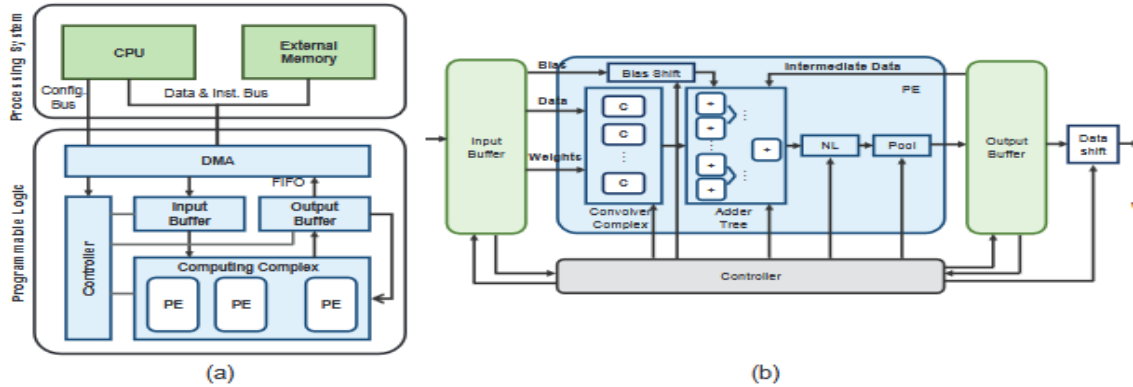 Processing System
CPU
External
Memory
Config.
Bus
Data & Inst. Bus
Programmable Logic
DMA
FIFO
Input
Buffer
Output
Buffer
Controller
Computing Complex
PE
PE
PE
(a)
Input
Buffer
Bias
Data
Weights
Bias Shift
Intermediate Data
PE
C
C
C
Convolver
Complex
+
+
+
+
+
Adder
Tree
NL
Pool
Output
Buffer
Data
shift
Controller
(b)